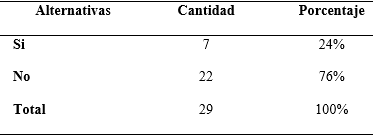 Alternativas Cantidad Porcentaje
Si 7 24%
No 22 76%
Total 29 100%